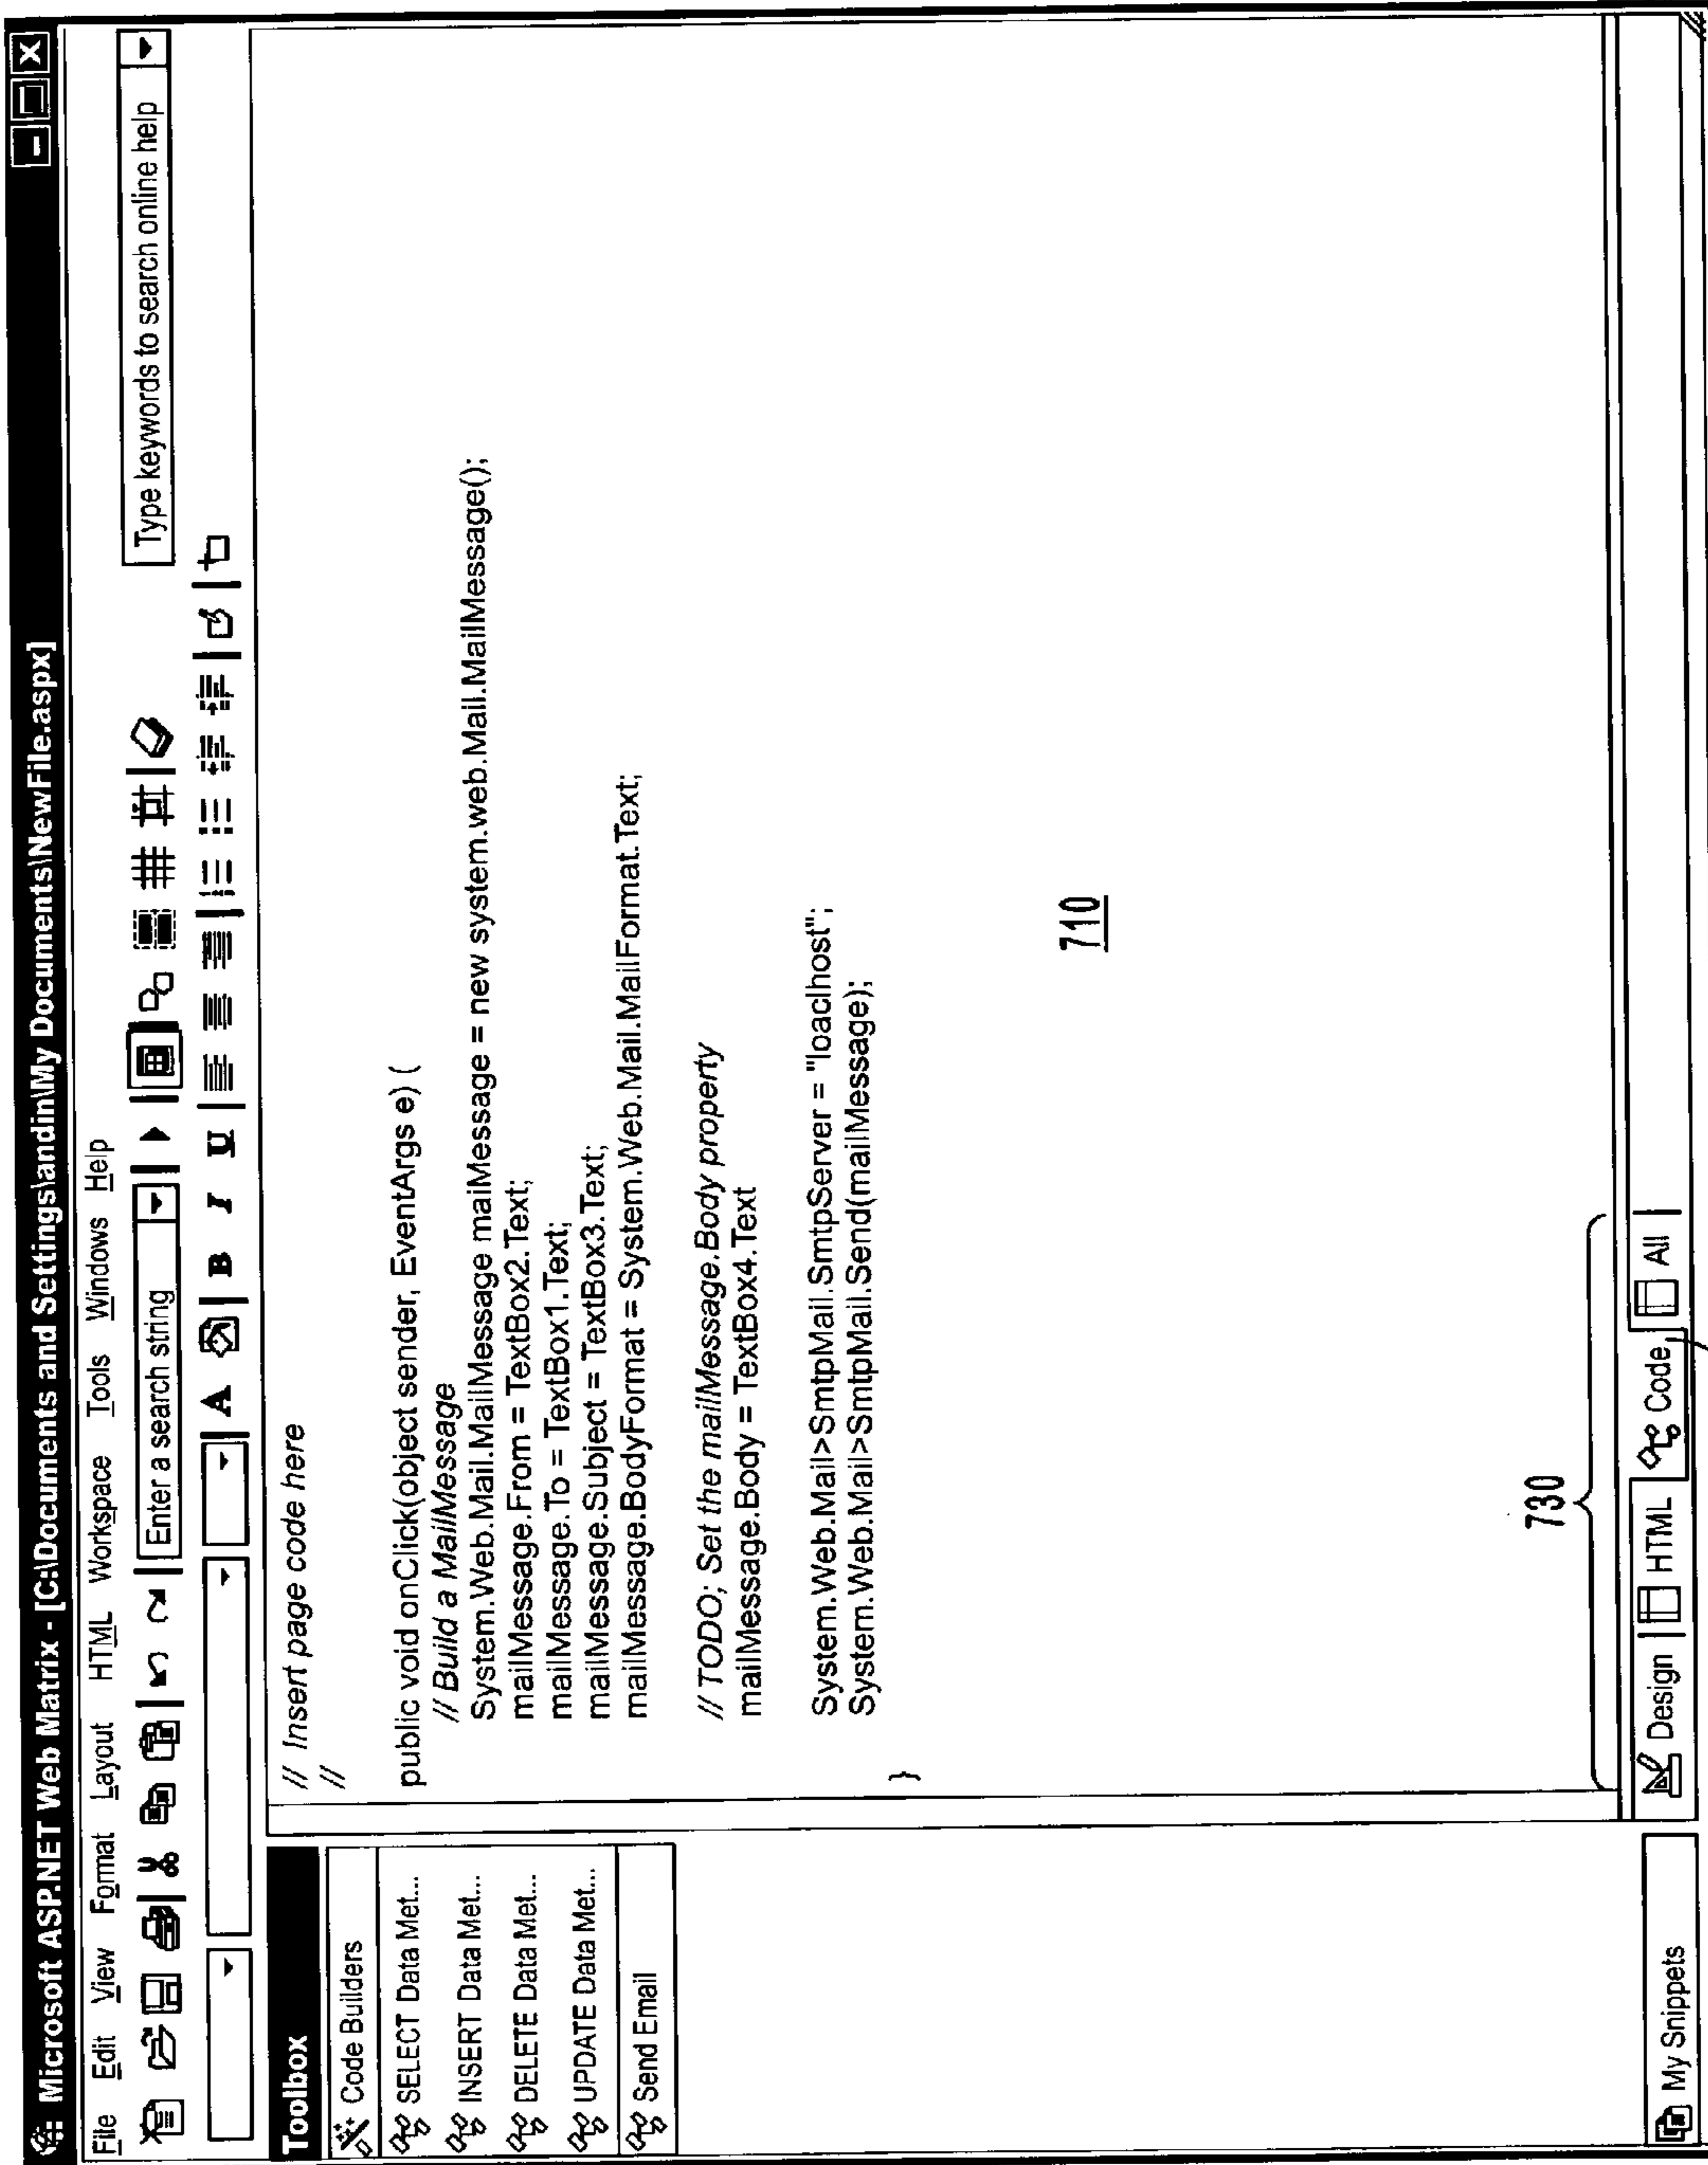 Microsoft ASP.NET Web Matrix - [C:\Documents and Settings\andin\My Documents\NewFile.aspx]
File Edit View Format Layout HTML Workspace Tools Windows Help
Enter a search string
Type keywords to search online help
A B I U
Toolbox
Code Builders
SELECT Data Met...
INSERT Data Met...
DELETE Data Met...
UPDATE Data Met...
Send Email
My Snippets
// Insert page code here
//
public void onClick(object sender, EventArgs e) (
// Build a MailMessage
System.Web.Mail.MailMessage maiMessage = new system.web.Mail.MailMessage();
mailMessage.From = TextBox2.Text;
mailMessage.To = TextBox1.Text;
mailMessage.Subject = TextBox3.Text;
mailMessage.BodyFormat = System.Web.Mail.MailFormat.Text;
// TODO; Set the mailMessage.Body property
mailMessage.Body = TextBox4.Text
System.Web.Mail>SmtpMail.SmtpServer = "loaclhost";
System.Web.Mail>SmtpMail.Send(mailMessage);
}
710
730
Design HTML Code All